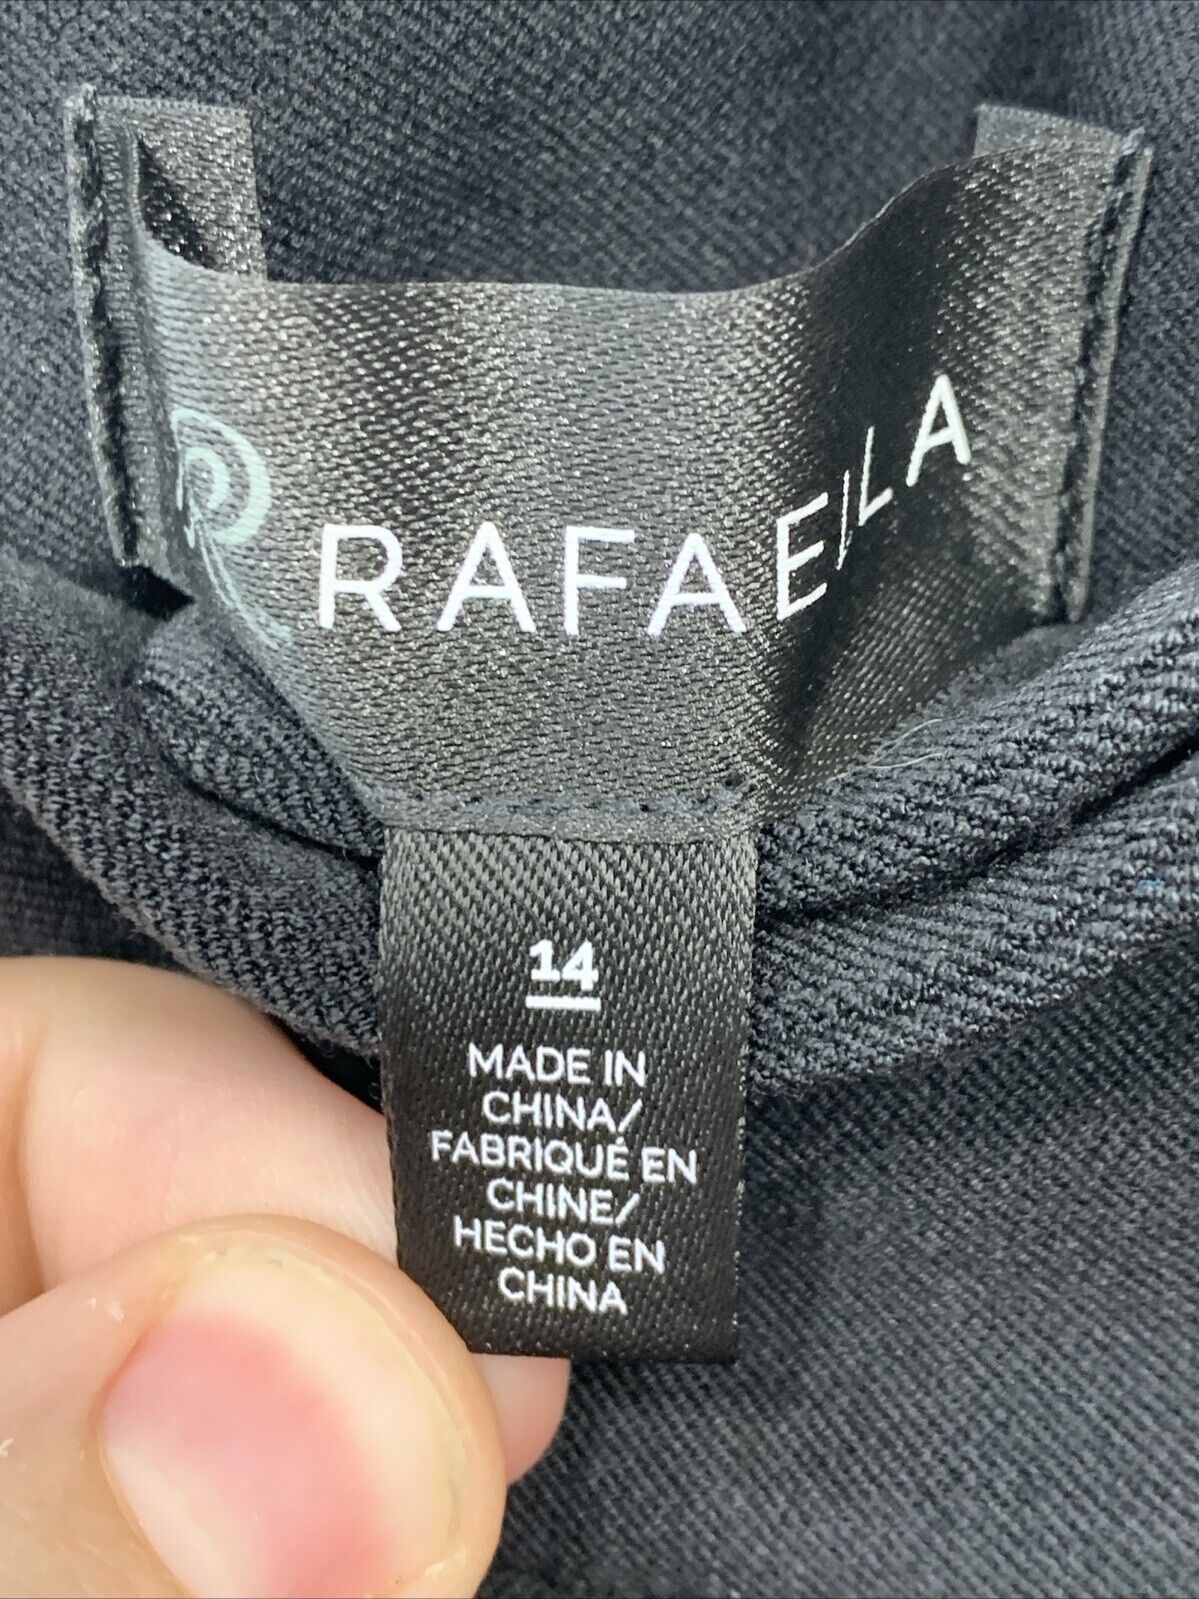 RAFAELLA
14
MADE IN
CHINA/
FABRIQUÉ EN
CHINE/
HECHO EN
CHINA